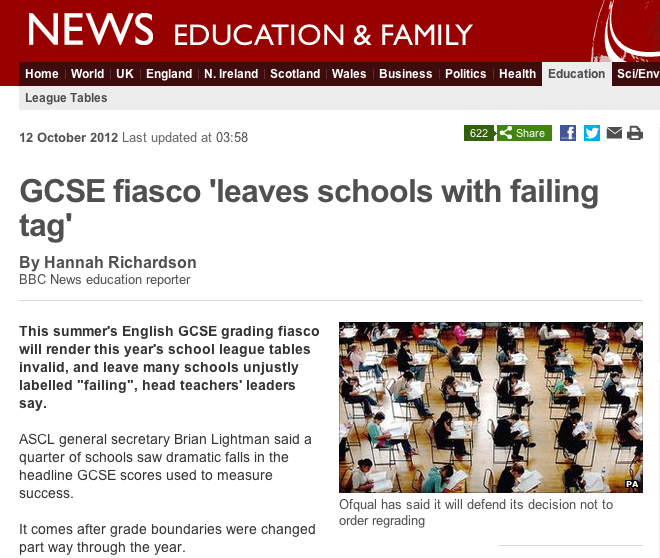 NEWS EDUCATION & FAMILY
Home World UK England N. Ireland Scotland Wales Business Politics Health Education Sci/Env
League Tables
12 October 2012 Last updated at 03:58
622 Share
GCSE fiasco 'leaves schools with failing
tag'
By Hannah Richardson
BBC News education reporter
This summer's English GCSE grading fiasco
will render this year's school league tables
invalid, and leave many schools unjustly
labelled "failing", head teachers' leaders
say.
ASCL general secretary Brian Lightman said a
quarter of schools saw dramatic falls in the
headline GCSE scores used to measure
success.
It comes after grade boundaries were changed
part way through the year.
PA
Ofqual has said it will defend its decision not to
order regrading